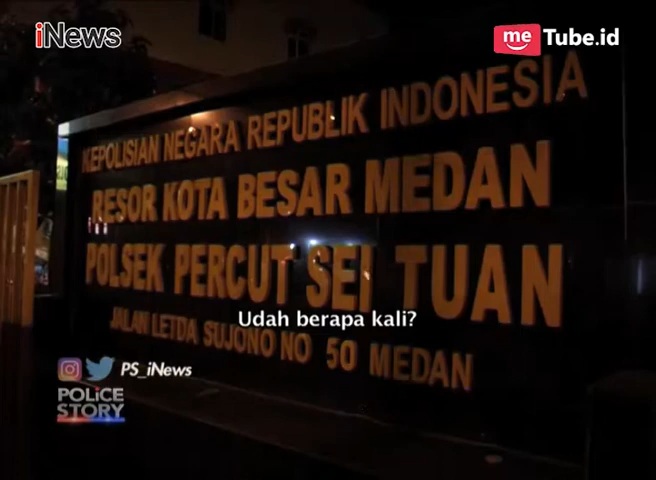 iNews
me Tube.id
KEPOLISIAN NEGARA REPUBLIK INDONESIA
RESOR KOTA BESAR MEDAN
POLSEK PERCUT SEI TUAN
Udah berapa kali?
JALAN LETDA SUJONO NO 50 MEDAN
PS_iNews
POLICE
STORY